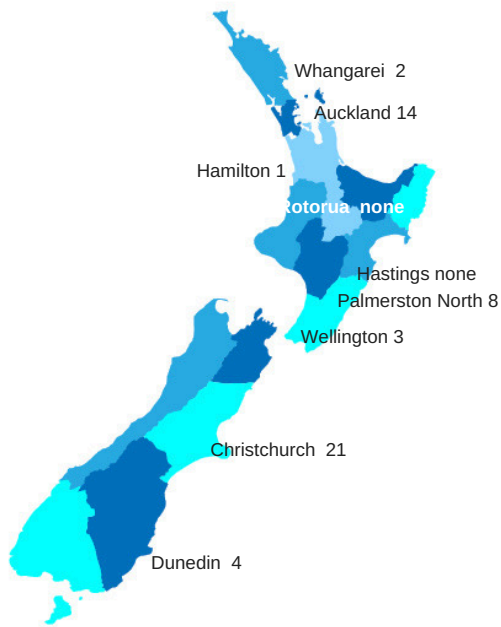 Whangarei  2
Auckland 14
Hamilton 1
Rotorua  none
Hastings none
Palmerston North 8
Wellington 3
Christchurch  21
Dunedin  4